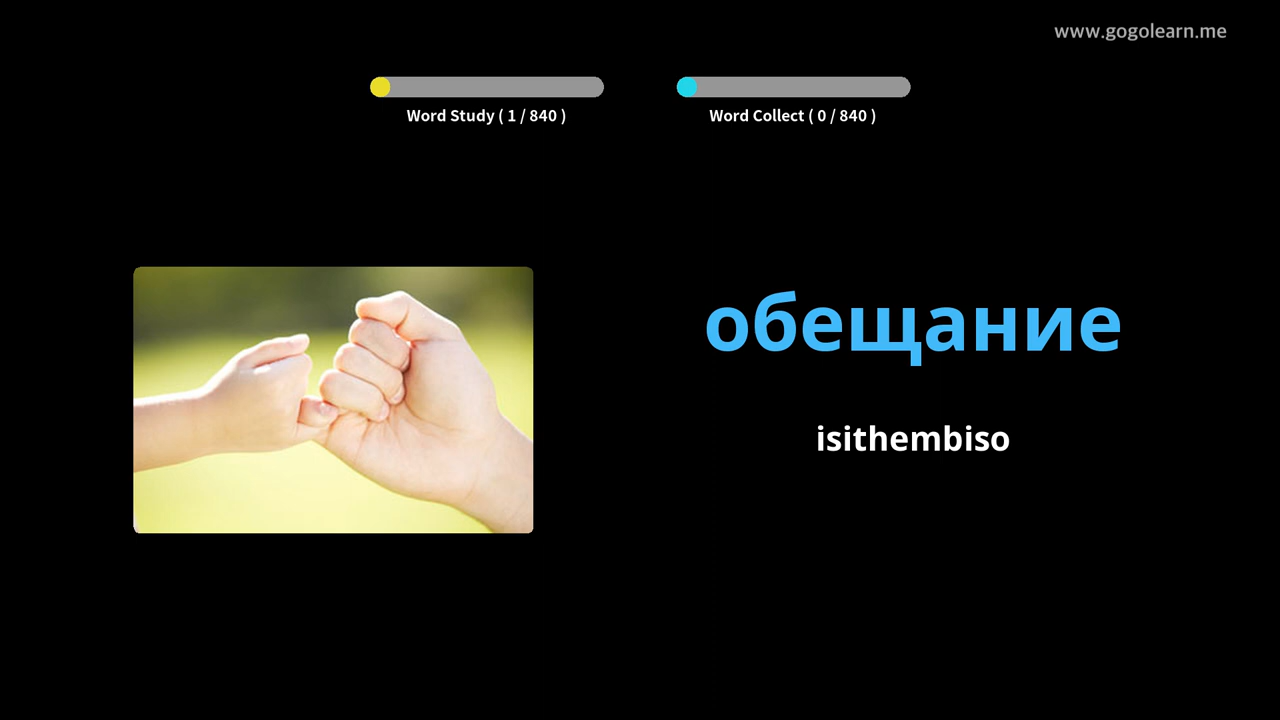 www.gogolearn.me
Word Study ( 1 / 840 )
Word Collect ( 0 / 840 )
обещание
isithembiso